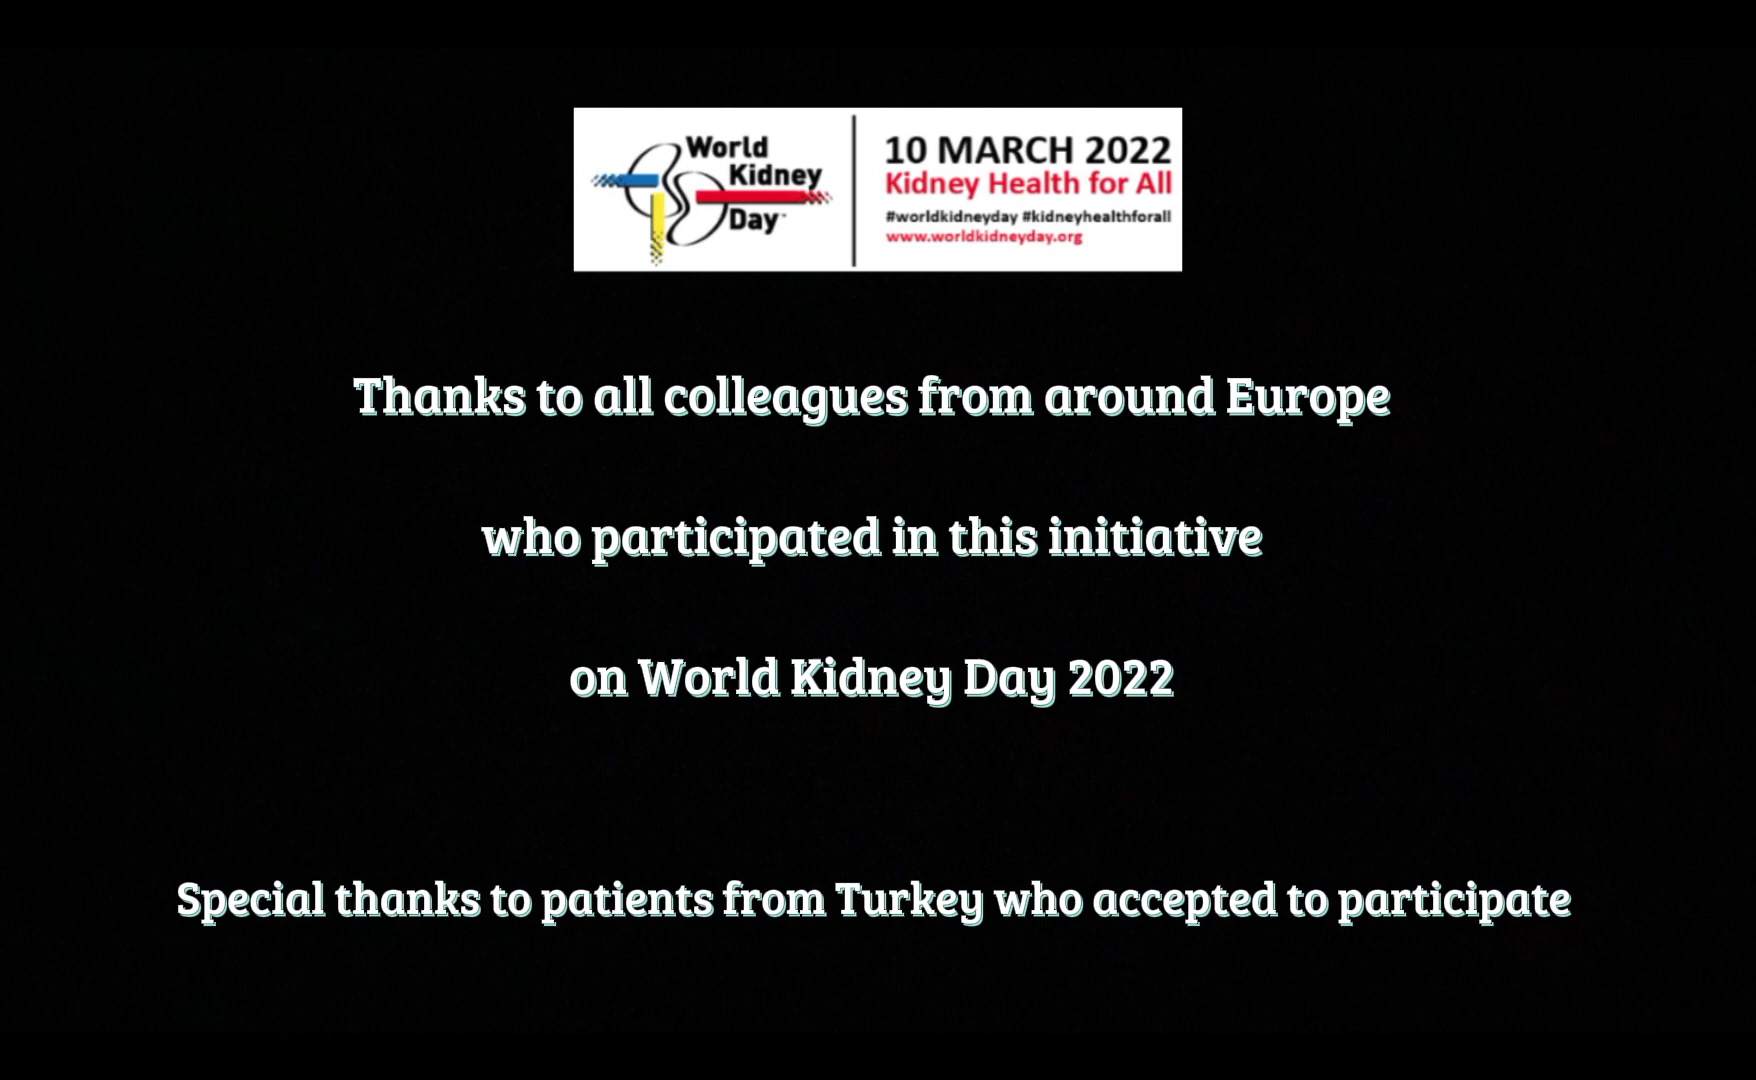 World
Kidney
Day™
10 MARCH 2022
Kidney Health for All
#worldkidneyday #kidneyhealthforall
www.worldkidneyday.org
Thanks to all colleagues from around Europe
who participated in this initiative
on World Kidney Day 2022
Special thanks to patients from Turkey who accepted to participate